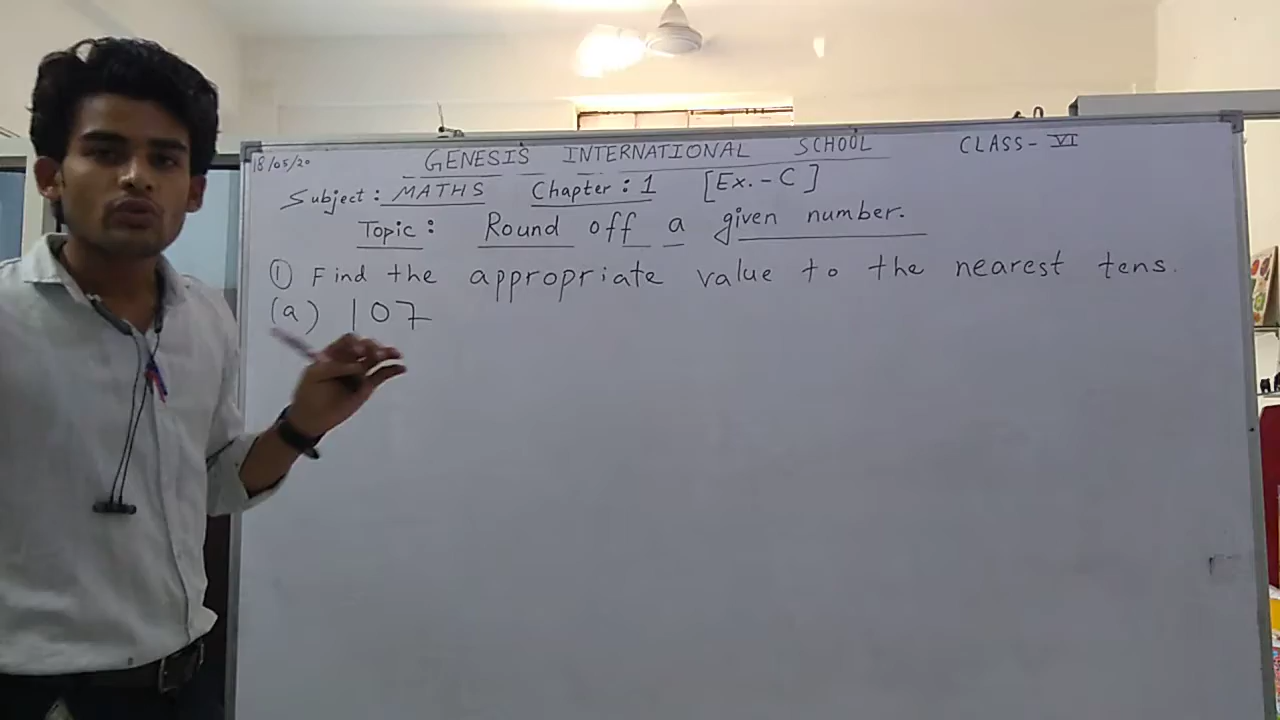 18/05/20 GENESIS INTERNATIONAL SCHOOL CLASS- VI
Subject: MATHS Chapter: 1 [Ex.-C]
Topic: Round off a given number.
① Find the appropriate value to the nearest tens.
(a) 107